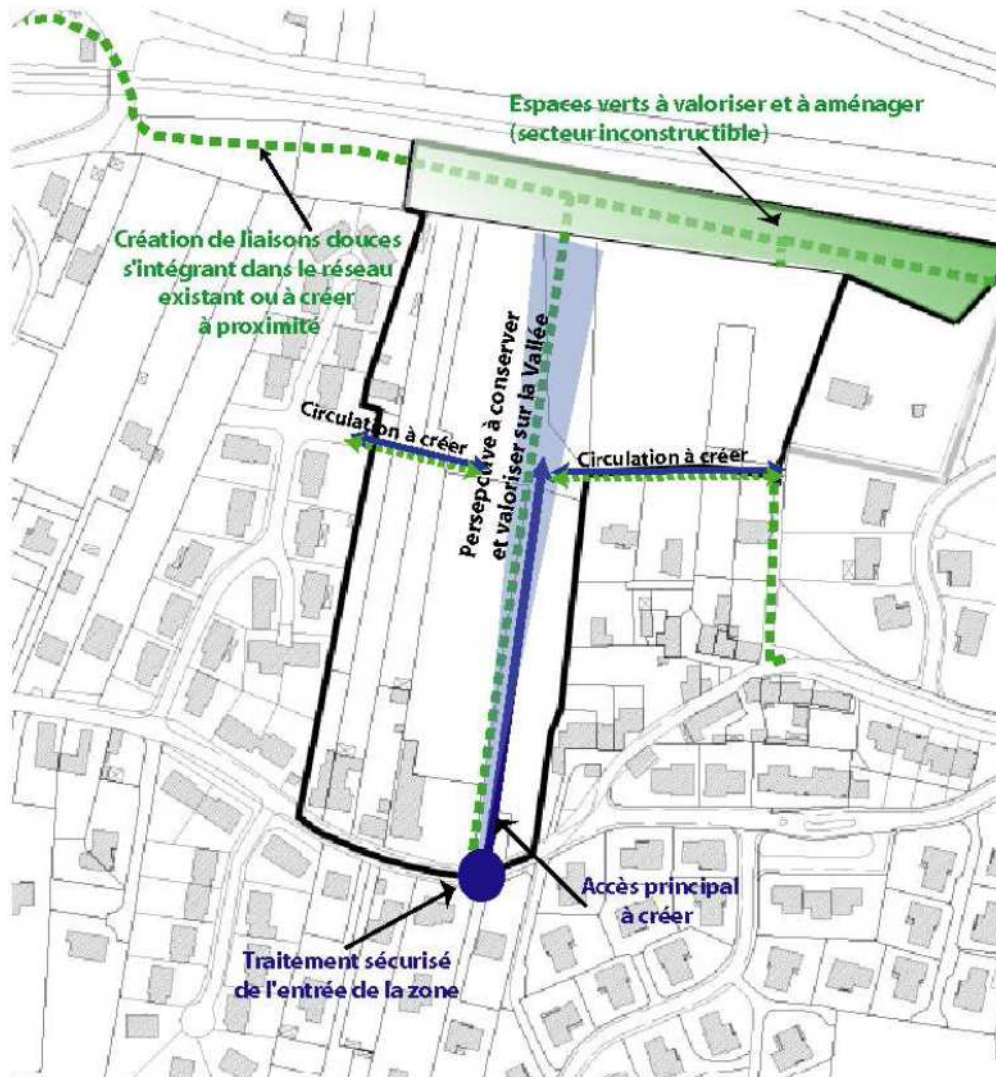 Espaces verts à valoriser et à aménager
(secteur inconstructible)
Création de liaisons douces
s'intégrant dans le réseau
existant ou à créer
à proximité
Persepctive à conserver
et valoriser sur la Vallée
Circulation à créer
Circulation à créer
Accès principal
à créer
Traitement sécurisé
de l'entrée de la zone